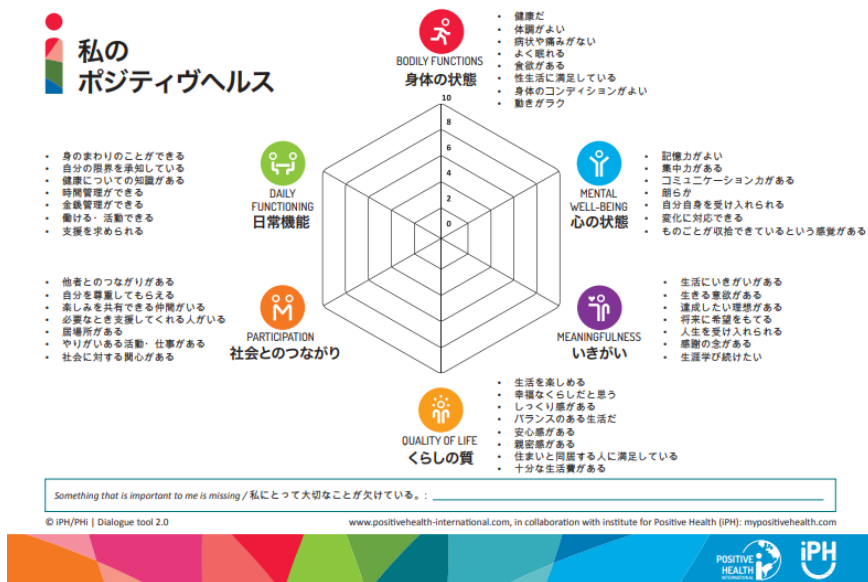 私の
ポジティヴヘルス
BODILY FUNCTIONS
身体の状態
• 健康だ
• 体調がよい
• 病状や痛みがない
• よく眠れる
• 食欲がある
• 性生活に満足している
• 身体のコンディションがよい
• 動きがラク
10
8
6
4
2
0
• 身のまわりのことができる
• 自分の限界を承知している
• 健康についての知識がある
• 時間管理ができる
• 金銭管理ができる
• 働ける・活動できる
• 支援を求められる
DAILY
FUNCTIONING
日常機能
MENTAL
WELL-BEING
心の状態
• 記憶力がよい
• 集中力がある
• コミュニケーション力がある
• 朗らか
• 自分自身を受け入れられる
• 変化に対応できる
• ものごとが収拾できているという感覚がある
• 他者とのつながりがある
• 自分を尊重してもらえる
• 楽しみを共有できる仲間がいる
• 必要なとき支援してくれる人がいる
• 居場所がある
• やりがいある活動・仕事がある
• 社会に対する関心がある
PARTICIPATION
社会とのつながり
MEANINGFULNESS
いきがい
• 生活にいきがいがある
• 生きる意欲がある
• 達成したい理想がある
• 将来に希望をもてる
• 人生を受け入れられる
• 感謝の念がある
• 生涯学び続けたい
QUALITY OF LIFE
くらしの質
• 生活を楽しめる
• 幸福なくらしだと思う
• しっくり感がある
• バランスのある生活だ
• 安心感がある
• 親密感がある
• 住まいと同居する人に満足している
• 十分な生活費がある
Something that is important to me is missing / 私にとって大切なことが欠けている。:
© iPH/PHi | Dialogue tool 2.0
www.positivehealth-international.com, in collaboration with institute for Positive Health (iPH): mypositivehealth.com
POSITIVE
HEALTH
INTERNATIONAL
iPH